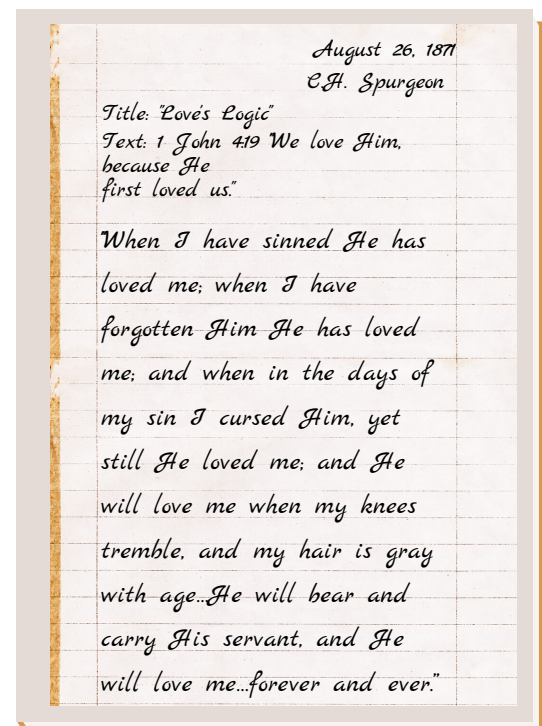 August 26, 1871
C.H. Spurgeon
Title: "Love's Logic"
Text: 1 John 4:19 We love Him,
because He
first loved us."
When I have sinned He has
loved me; when I have
forgotten Him He has loved
me; and when in the days of
my sin I cursed Him, yet
still He loved me; and He
will love me when my knees
tremble, and my hair is gray
with age...He will bear and
carry His servant, and He
will love me...forever and ever."